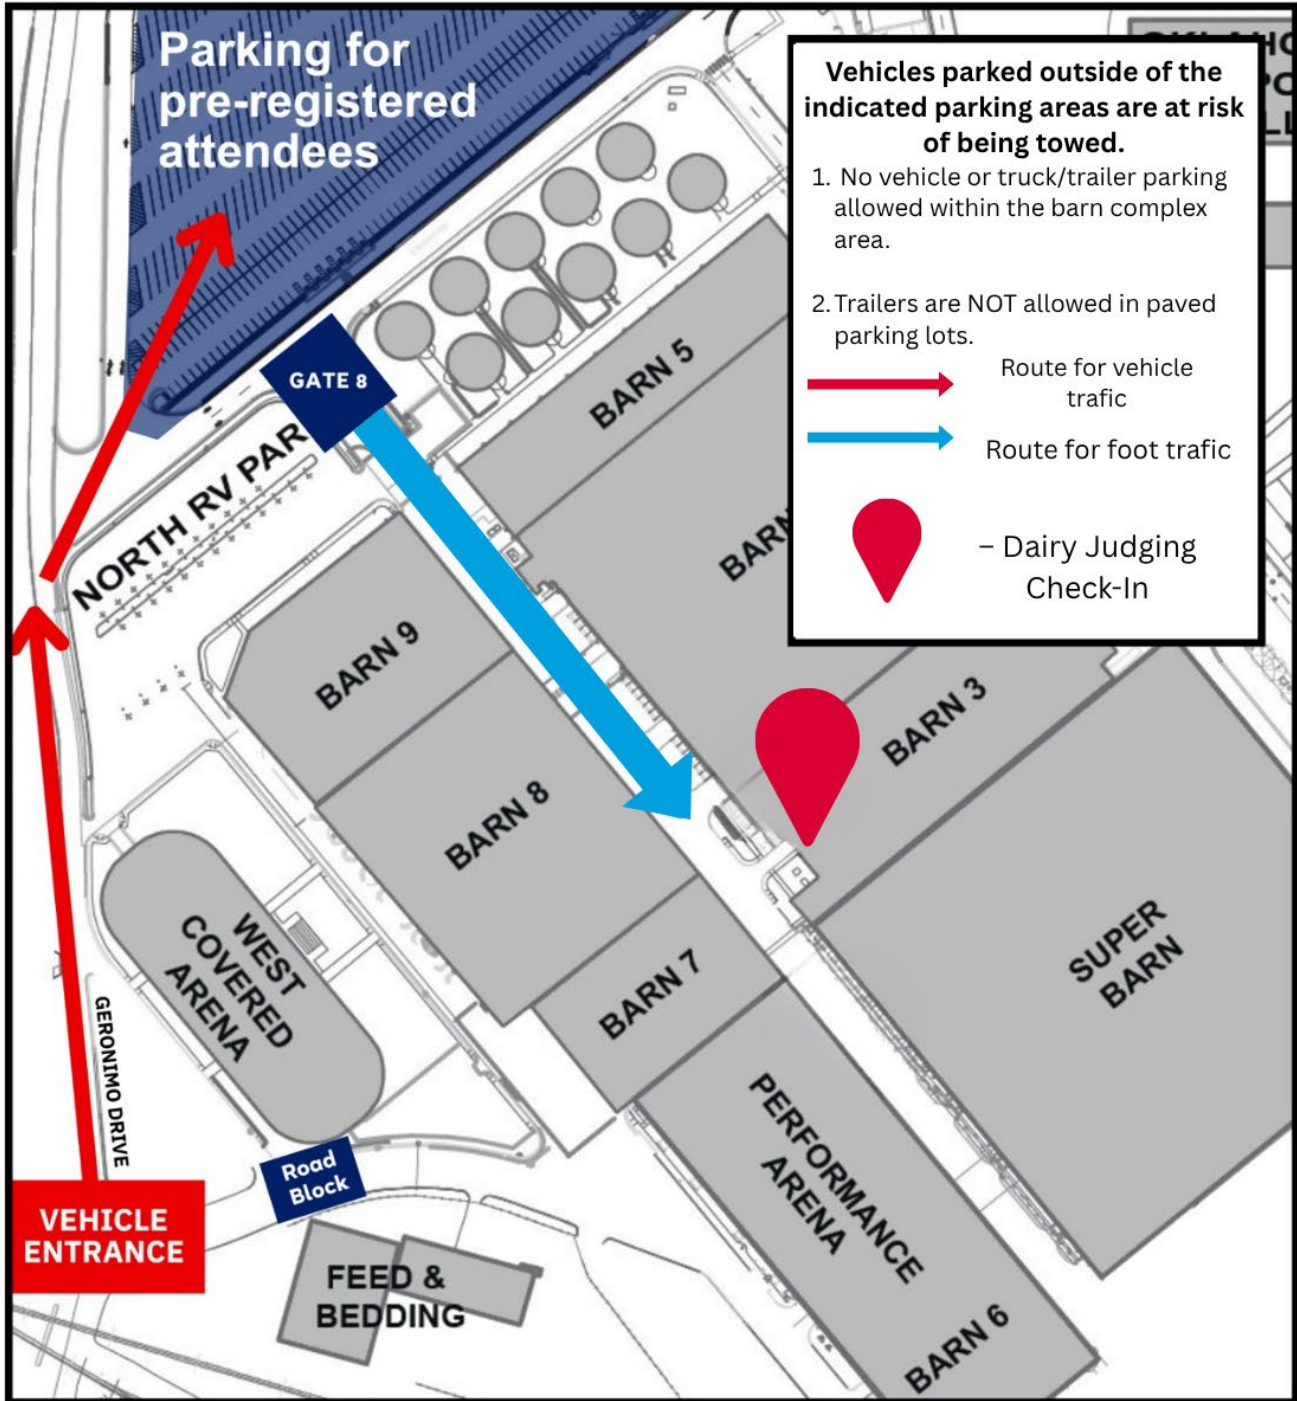 Parking for
pre-registered
attendees
Vehicles parked outside of the
indicated parking areas are at risk
of being towed.
1. No vehicle or truck/trailer parking
allowed within the barn complex
area.
2. Trailers are NOT allowed in paved
parking lots.
Route for vehicle
trafic
Route for foot trafic
– Dairy Judging
Check-In
GATE 8
NORTH RV PAR
BARN 5
BARN
BARN 9
BARN 3
BARN 8
BARN 7
SUPER
BARN
WEST
COVERED
ARENA
GERONIMO DRIVE
Road
Block
VEHICLE
ENTRANCE
PERFORMANCE
ARENA
FEED &
BEDDING
BARN 6